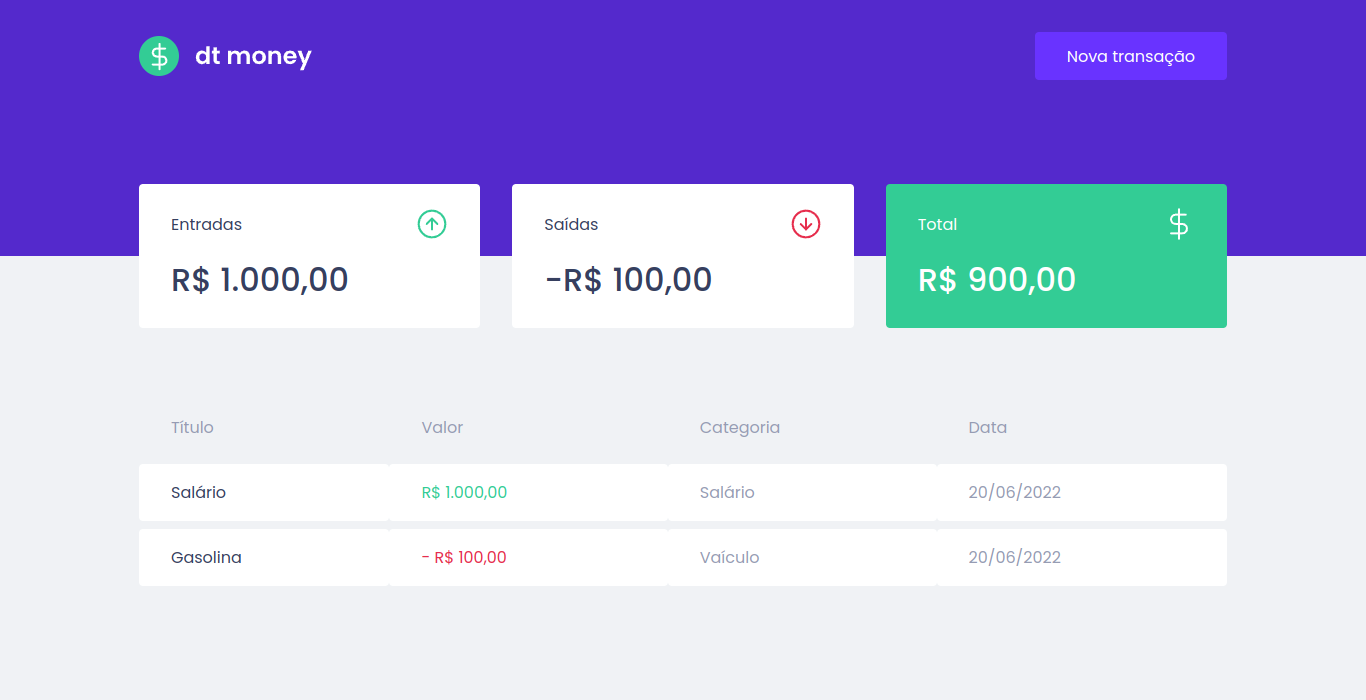 $ dt money
Nova transação
Entradas
R$ 1.000,00
Saídas
-R$ 100,00
Total $
R$ 900,00
Título Valor Categoria Data
Salário R$ 1.000,00 Salário 20/06/2022
Gasolina - R$ 100,00 Vaículo 20/06/2022